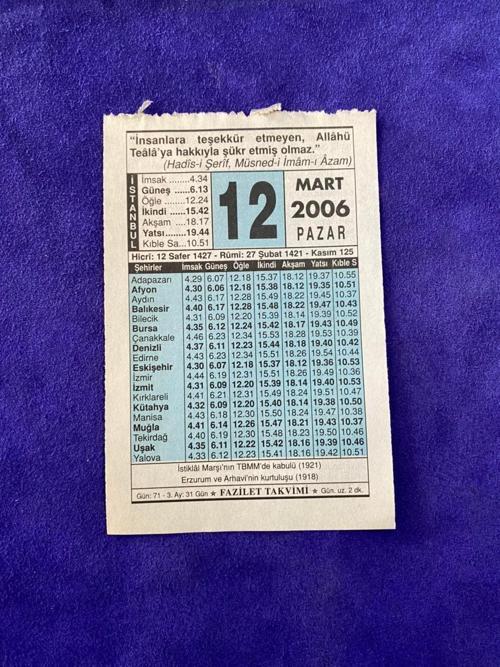 “İnsanlara teşekkür etmeyen, Allâhü
Teâlâ’ya hakkıyla şükr etmiş olmaz.”
(Hadîs-i Şerîf, Müsned-i İmâm-ı Âzam)
İSTANBUL
İmsak ........4.34
Güneş ......6.13
Öğle ........12.24
İkindi ......15.42
Akşam ....18.17
Yatsı........19.44
Kıble Sa...10.51
12
MART
2006
PAZAR
Hicri: 12 Safer 1427 - Rûmi: 27 Şubat 1421 - Kasım 125
Şehirler İmsak Güneş Öğle İkindi Akşam Yatsı Kıble S
Adapazarı 4.29 6.07 12.18 15.37 18.12 19.37 10.55
Afyon 4.30 6.06 12.18 15.38 18.12 19.35 10.51
Aydın 4.43 6.17 12.28 15.49 18.22 19.45 10.37
Balıkesir 4.40 6.17 12.28 15.48 18.22 19.47 10.43
Bilecik 4.31 6.09 12.20 15.39 18.14 19.39 10.52
Bursa 4.35 6.12 12.24 15.42 18.17 19.43 10.49
Çanakkale 4.46 6.23 12.34 15.53 18.28 19.53 10.39
Denizli 4.37 6.11 12.23 15.44 18.18 19.40 10.42
Edirne 4.43 6.23 12.34 15.51 18.26 19.54 10.44
Eskişehir 4.30 6.07 12.18 15.37 18.12 19.36 10.53
İzmir 4.44 6.19 12.31 15.51 18.26 19.49 10.36
İzmit 4.31 6.09 12.20 15.39 18.14 19.40 10.53
Kırklareli 4.41 6.21 12.31 15.49 18.24 19.51 10.47
Kütahya 4.32 6.09 12.20 15.40 18.14 19.38 10.50
Manisa 4.43 6.18 12.30 15.50 18.24 19.47 10.38
Muğla 4.41 6.14 12.26 15.47 18.21 19.43 10.37
Tekirdağ 4.40 6.19 12.30 15.48 18.23 19.50 10.46
Uşak 4.35 6.11 12.22 15.42 18.16 19.39 10.46
Yalova 4.33 6.12 12.23 15.41 18.16 19.42 10.51
İstiklâl Marşı’nın TBMM’de kabulü (1921)
Erzurum ve Arhavi’nin kurtuluşu (1918)
Gün: 71 - 3. Ay: 31 Gün ★ FAZİLET TAKVİMİ ★ Gün. uz. 2 dk.